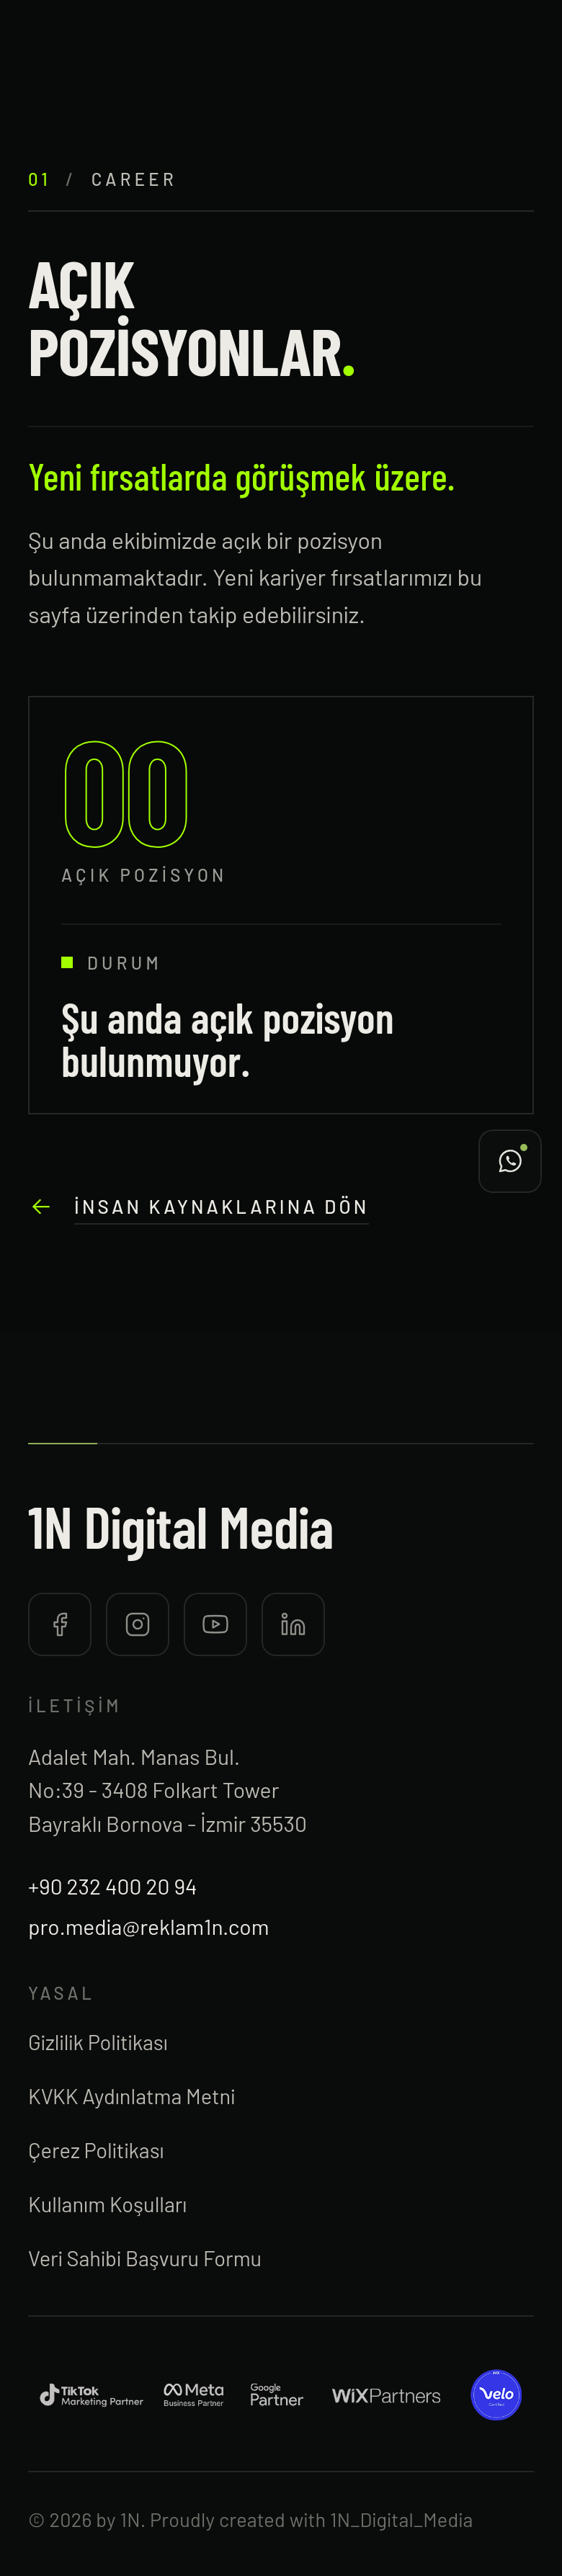 01 / CAREER
AÇIK
POZİSYONLAR.
Yeni fırsatlarda görüşmek üzere.
Şu anda ekibimizde açık bir pozisyon
bulunmamaktadır. Yeni kariyer fırsatlarımızı bu
sayfa üzerinden takip edebilirsiniz.
00
AÇIK POZİSYON
DURUM
Şu anda açık pozisyon
bulunmuyor.
İNSAN KAYNAKLARINA DÖN
1N Digital Media
İLETİŞİM
Adalet Mah. Manas Bul.
No:39 - 3408 Folkart Tower
Bayraklı Bornova - İzmir 35530
+90 232 400 20 94
pro.media@reklam1n.com
YASAL
Gizlilik Politikası
KVKK Aydınlatma Metni
Çerez Politikası
Kullanım Koşulları
Veri Sahibi Başvuru Formu
TikTok
Marketing Partner
Meta
Business Partner
Google
Partner
WiXPartners
velo
© 2026 by 1N. Proudly created with 1N_Digital_Media